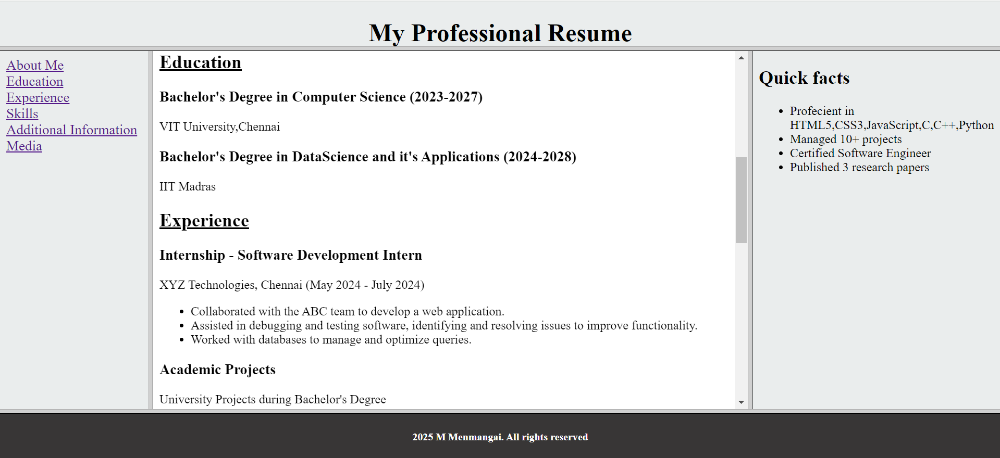 My Professional Resume
About Me
Education
Experience
Skills
Additional Information
Media
Education
Bachelor's Degree in Computer Science (2023-2027)
VIT University,Chennai
Bachelor's Degree in DataScience and it's Applications (2024-2028)
IIT Madras
Experience
Internship - Software Development Intern
XYZ Technologies, Chennai (May 2024 - July 2024)
Collaborated with the ABC team to develop a web application.
Assisted in debugging and testing software, identifying and resolving issues to improve functionality.
Worked with databases to manage and optimize queries.
Academic Projects
University Projects during Bachelor's Degree
Quick facts
Profecient in
HTML5,CSS3,JavaScript,C,C++,Python
Managed 10+ projects
Certified Software Engineer
Published 3 research papers
2025 M Menmangai. All rights reserved